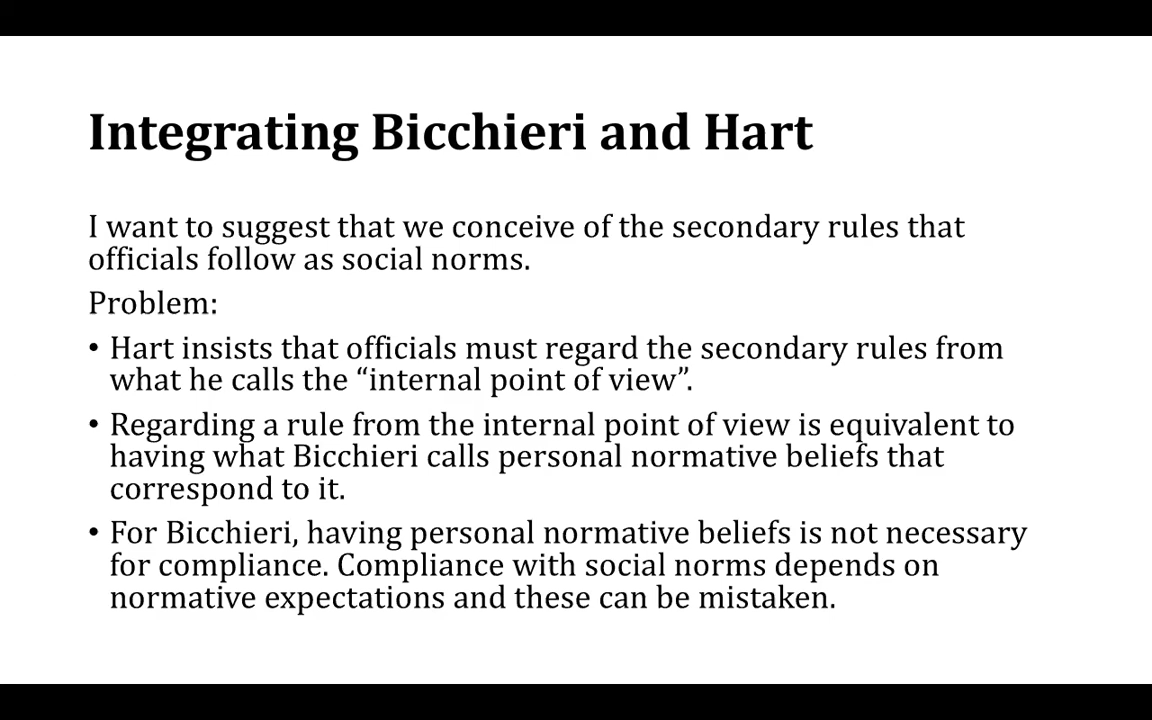 Integrating Bicchieri and Hart
I want to suggest that we conceive of the secondary rules that
officials follow as social norms.
Problem:
• Hart insists that officials must regard the secondary rules from
what he calls the “internal point of view”.
• Regarding a rule from the internal point of view is equivalent to
having what Bicchieri calls personal normative beliefs that
correspond to it.
• For Bicchieri, having personal normative beliefs is not necessary
for compliance. Compliance with social norms depends on
normative expectations and these can be mistaken.